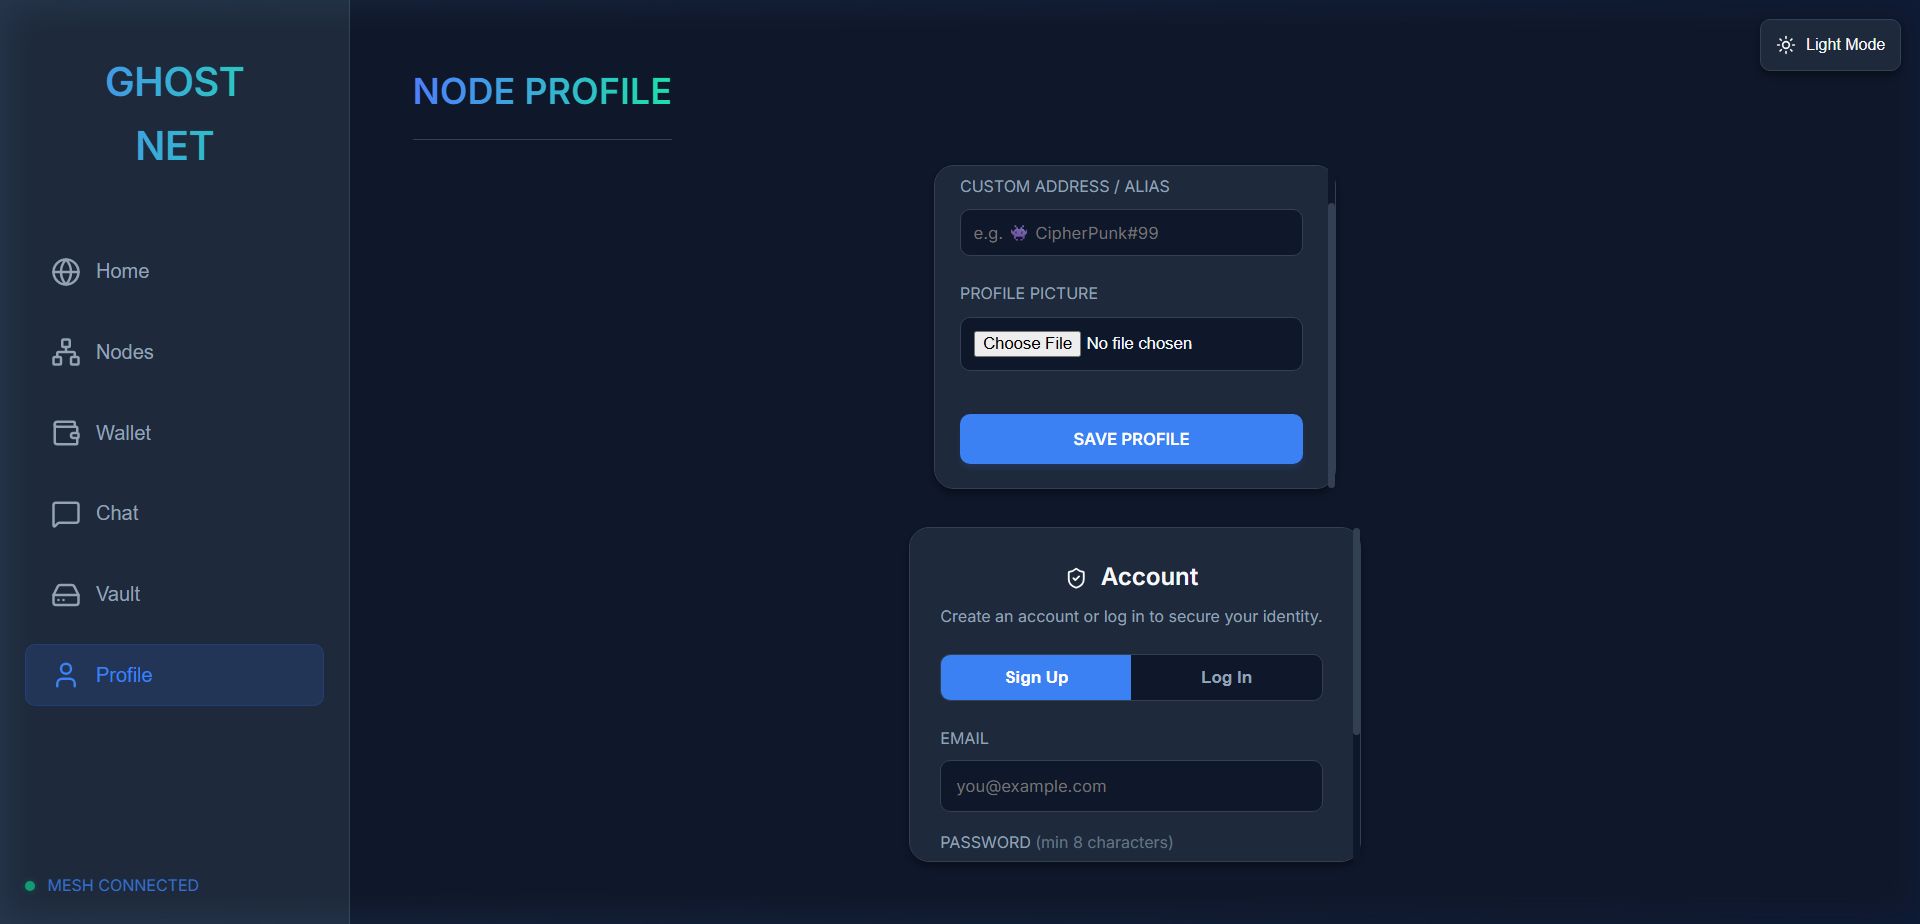 GHOST
NET
Home
Nodes
Wallet
Chat
Vault
Profile
MESH CONNECTED
Light Mode
NODE PROFILE
CUSTOM ADDRESS / ALIAS
e.g. 👾 CipherPunk#99
PROFILE PICTURE
Choose File No file chosen
SAVE PROFILE
Account
Create an account or log in to secure your identity.
Sign Up Log In
EMAIL
you@example.com
PASSWORD (min 8 characters)